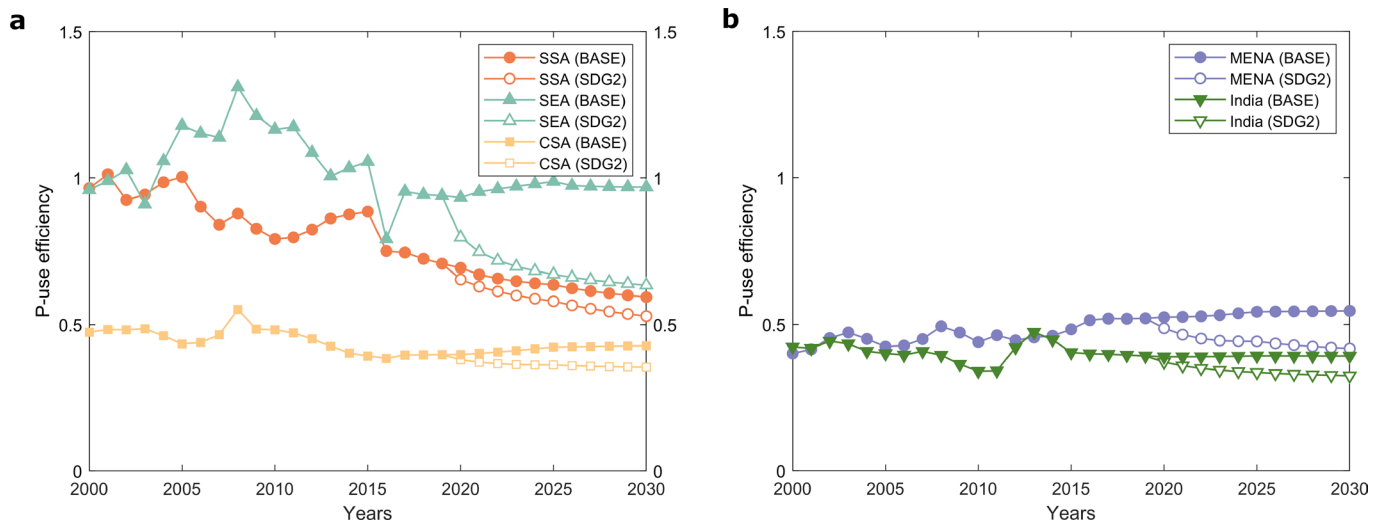 a
1.5
1
0.5
0
P-use efficiency
2000 2005 2010 2015 2020 2025 2030
Years
1.5
1
0.5
0
SSA (BASE)
SSA (SDG2)
SEA (BASE)
SEA (SDG2)
CSA (BASE)
CSA (SDG2)
b
1.5
1
0.5
0
P-use efficiency
2000 2005 2010 2015 2020 2025 2030
Years
MENA (BASE)
MENA (SDG2)
India (BASE)
India (SDG2)